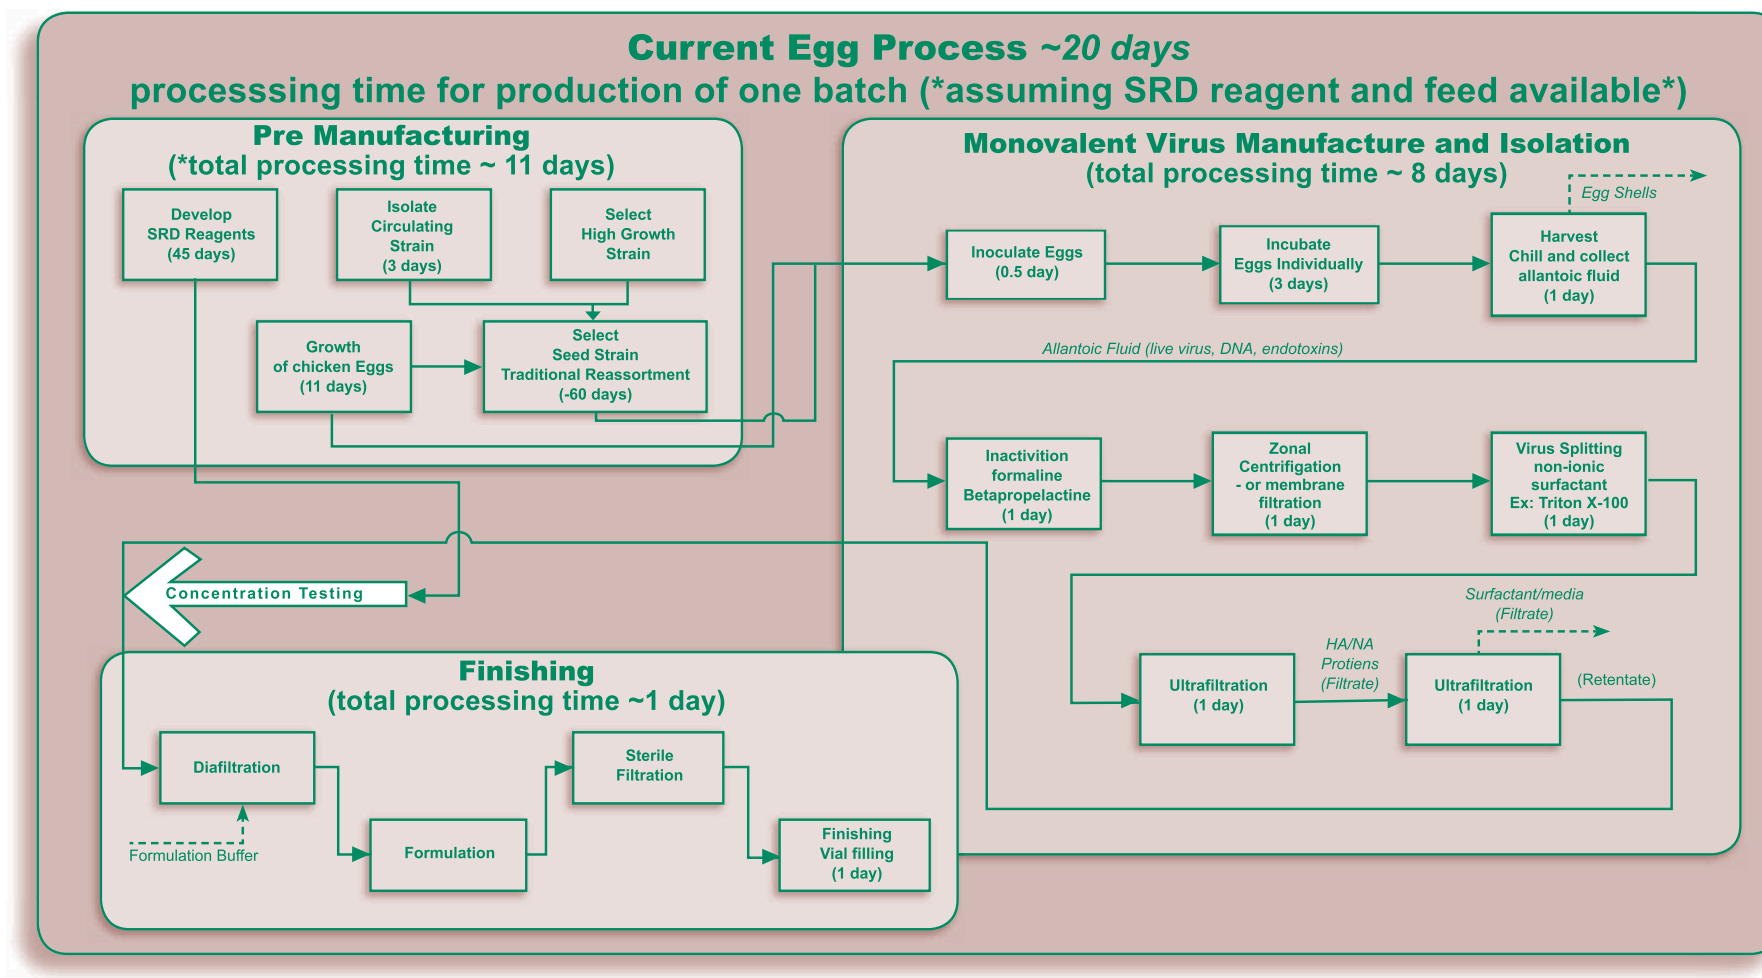 Current Egg Process ~20 days
processsing time for production of one batch (*assuming SRD reagent and feed available*)
Pre Manufacturing
(*total processing time ~ 11 days)
Develop
SRD Reagents
(45 days)
Isolate
Circulating
Strain
(3 days)
Select
High Growth
Strain
Growth
of chicken Eggs
(11 days)
Select
Seed Strain
Traditional Reassortment
(-60 days)
Monovalent Virus Manufacture and Isolation
(total processing time ~ 8 days)
Egg Shells
Inoculate Eggs
(0.5 day)
Incubate
Eggs Individually
(3 days)
Harvest
Chill and collect
allantoic fluid
(1 day)
Allantoic Fluid (live virus, DNA, endotoxins)
Inactivition
formaline
Betapropelactine
(1 day)
Zonal
Centrifigation
- or membrane
filtration
(1 day)
Virus Splitting
non-ionic
surfactant
Ex: Triton X-100
(1 day)
Ultrafiltration
(1 day)
HA/NA
Protiens
(Filtrate)
Ultrafiltration
(1 day)
Surfactant/media
(Filtrate)
(Retentate)
Concentration Testing
Finishing
(total processing time ~1 day)
Diafiltration
Formulation Buffer
Formulation
Sterile
Filtration
Finishing
Vial filling
(1 day)